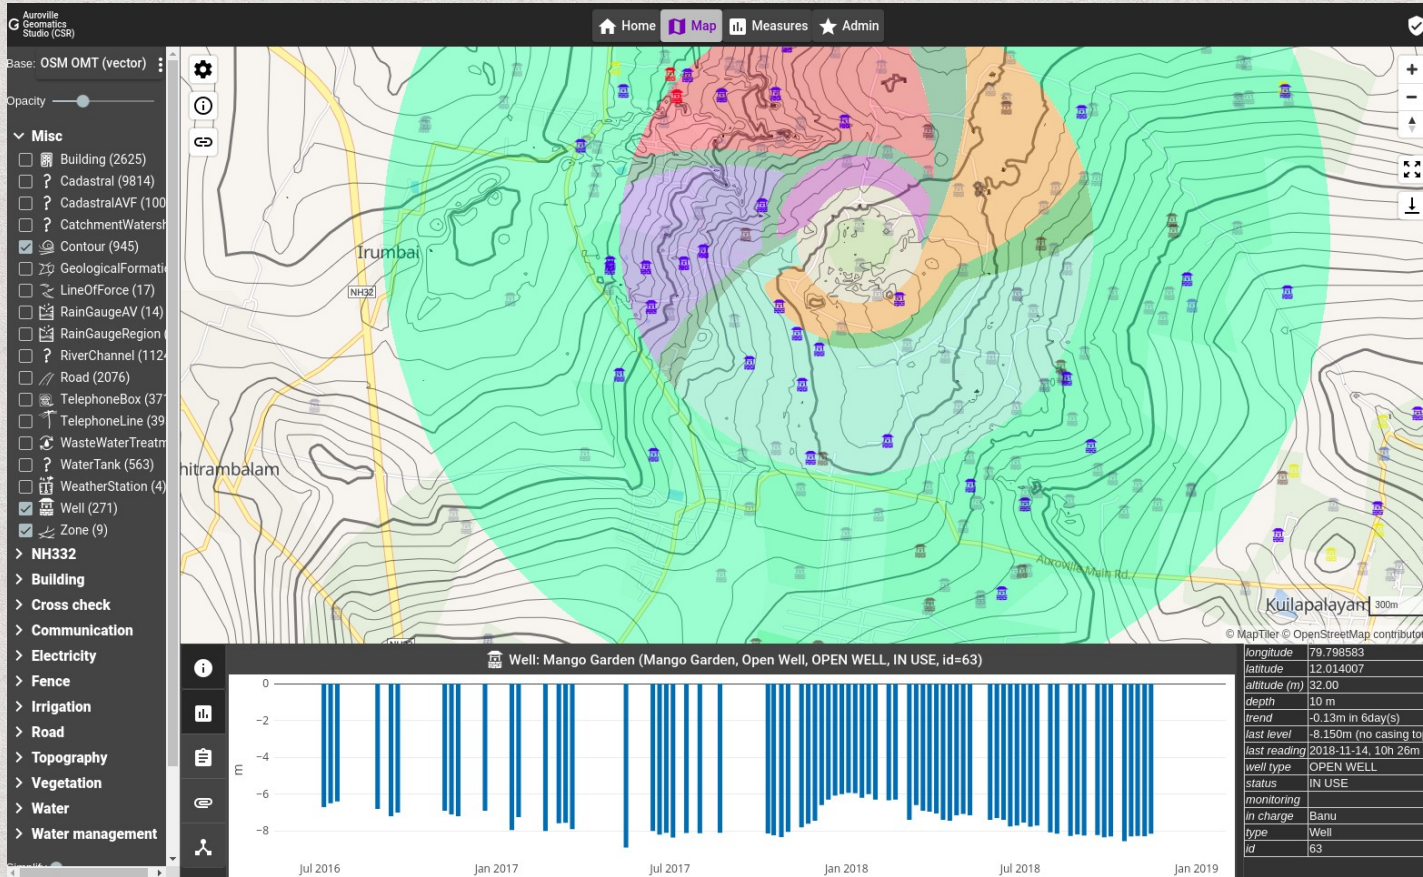 Auroville
Geomatics
Studio (CSR)
Home
Map
Measures
Admin
Base: OSM OMT (vector)
Opacity
Misc
Building (2625)
Cadastral (9814)
CadastralAVF (100
CatchmentWatersh
Contour (945)
GeologicalFormati
LineOfForce (17)
RainGaugeAV (14)
RainGaugeRegion (
RiverChannel (1124
Road (2076)
TelephoneBox (371
TelephoneLine (39
WasteWaterTreatm
WaterTank (563)
WeatherStation (4)
Well (271)
Zone (9)
NH332
Building
Cross check
Communication
Electricity
Fence
Irrigation
Road
Topography
Vegetation
Water
Water management
Irumbai
NH32
hitrambalam
Auroville Main Rd.
Kuilapalayam
300m
© MapTiler © OpenStreetMap contributor
Well: Mango Garden (Mango Garden, Open Well, OPEN WELL, IN USE, id=63)
0
−2
−4
−6
−8
m
Jul 2016
Jan 2017
Jul 2017
Jan 2018
Jul 2018
Jan 2019
longitude 79.798583
latitude 12.014007
altitude (m) 32.00
depth 10 m
trend -0.13m in 6day(s)
last level -8.150m (no casing to
last reading 2018-11-14, 10h 26m
well type OPEN WELL
status IN USE
monitoring
in charge Banu
type Well
id 63